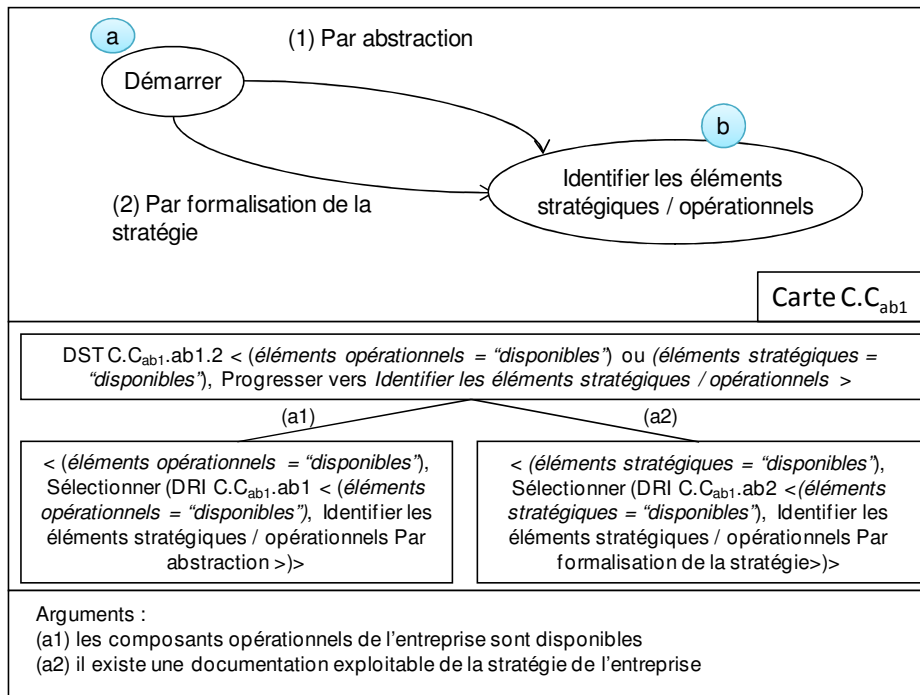 (1) Par abstraction
a
Démarrer
b
Identifier les éléments
stratégiques / opérationnels
(2) Par formalisation de la
stratégie
Carte C.Cab1
DST C.Cab1.ab1.2 < (éléments opérationnels = “disponibles”) ou (éléments stratégiques =
“disponibles”), Progresser vers Identifier les éléments stratégiques / opérationnels >
(a1)
(a2)
< (éléments opérationnels = “disponibles”),
Sélectionner (DRI C.Cab1.ab1 < (éléments
opérationnels = “disponibles”), Identifier les
éléments stratégiques / opérationnels Par
abstraction >)>
< (éléments stratégiques = “disponibles”),
Sélectionner (DRI C.Cab1.ab2 <(éléments
stratégiques = “disponibles”), Identifier les
éléments stratégiques / opérationnels Par
formalisation de la stratégie>)>
Arguments :
(a1) les composants opérationnels de l’entreprise sont disponibles
(a2) il existe une documentation exploitable de la stratégie de l’entreprise